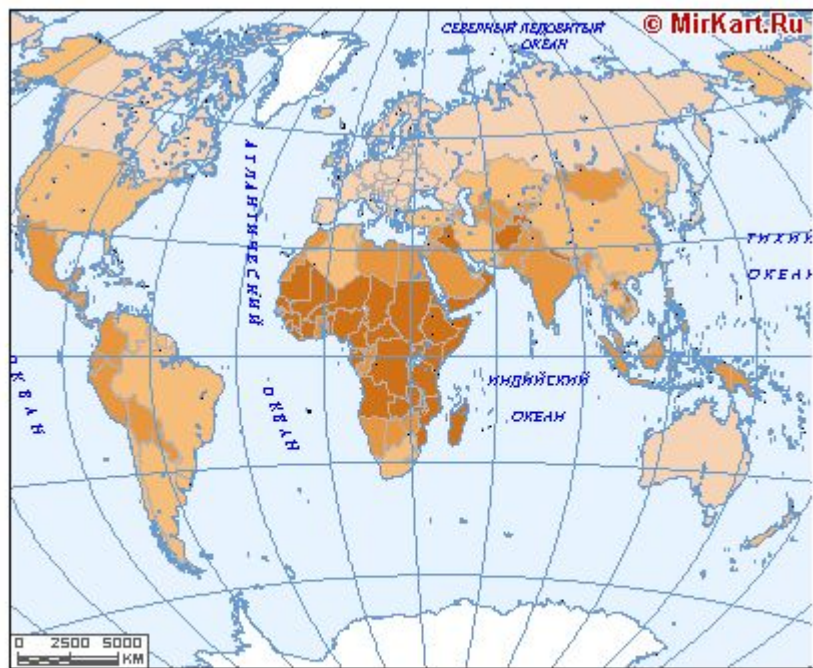 © MirKart.Ru
СЕВЕРНЫЙ ЛЕДОВИТЫЙ
ОКЕАН
АТЛАНТИЧЕСКИЙ
ОКЕАН
ТИХИЙ
ОКЕАН
ОКЕАН
ИНДИЙСКИЙ
ОКЕАН
0 2500 5000
КМ